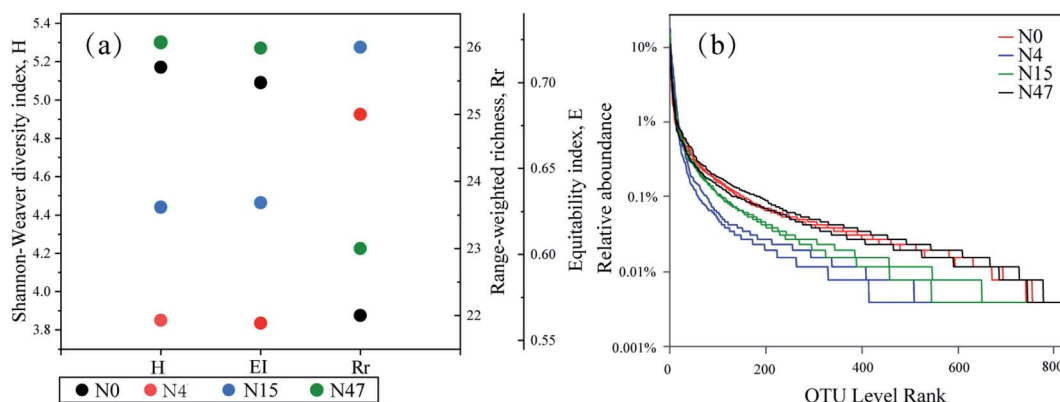 (a)
Shannon-Weaver diversity index, H
5.4
5.2
5.0
4.8
4.6
4.4
4.2
4.0
3.8
H
EI
Rr
26
25
24
23
22
Range-weighted richness, Rr
0.70
0.65
0.60
0.55
Equitability index, E
N0
N4
N15
N47
(b)
N0
N4
N15
N47
Relative aboundance
10%
1%
0.1%
0.01%
0.001%
0
200
400
600
800
OTU Level Rank